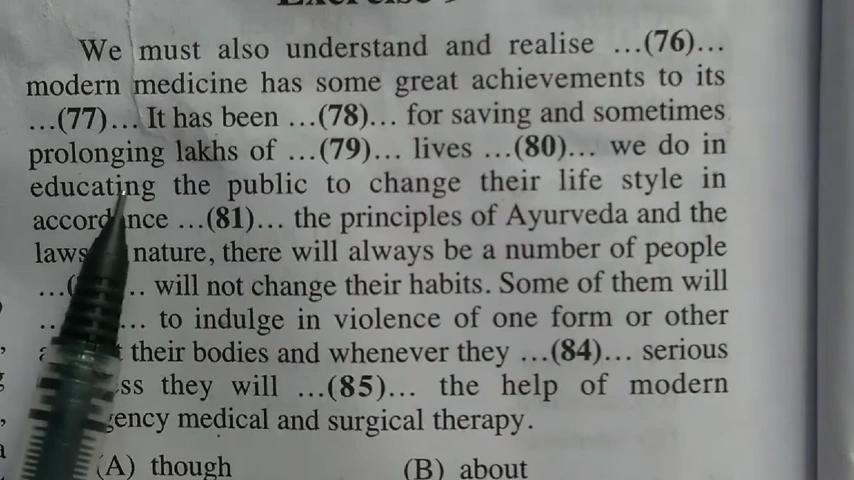 We must also understand and realise ...(76)...
modern medicine has some great achievements to its
...(77)... It has been ...(78)... for saving and sometimes
prolonging lakhs of ...(79)... lives ...(80)... we do in
educating the public to change their life style in
accordance ...(81)... the principles of Ayurveda and the
laws nature, there will always be a number of people
...( .. will not change their habits. Some of them will
... to indulge in violence of one form or other
their bodies and whenever they ...(84)... serious
they will ...(85)... the help of modern
medical and surgical therapy.
(A) though (B) about